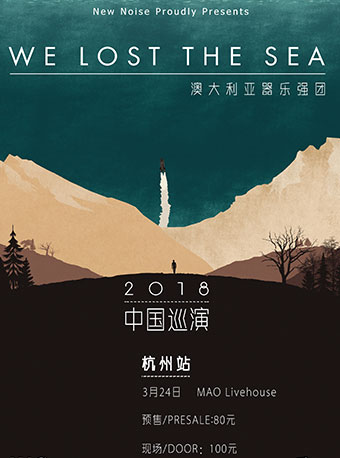 New Noise Proudly Presents
WE LOST THE SEA
澳大利亚器乐强团
2018
中国巡演
杭州站
3月24日 MAO Livehouse
预售/PRESALE:80元
现场/DOOR: 100元